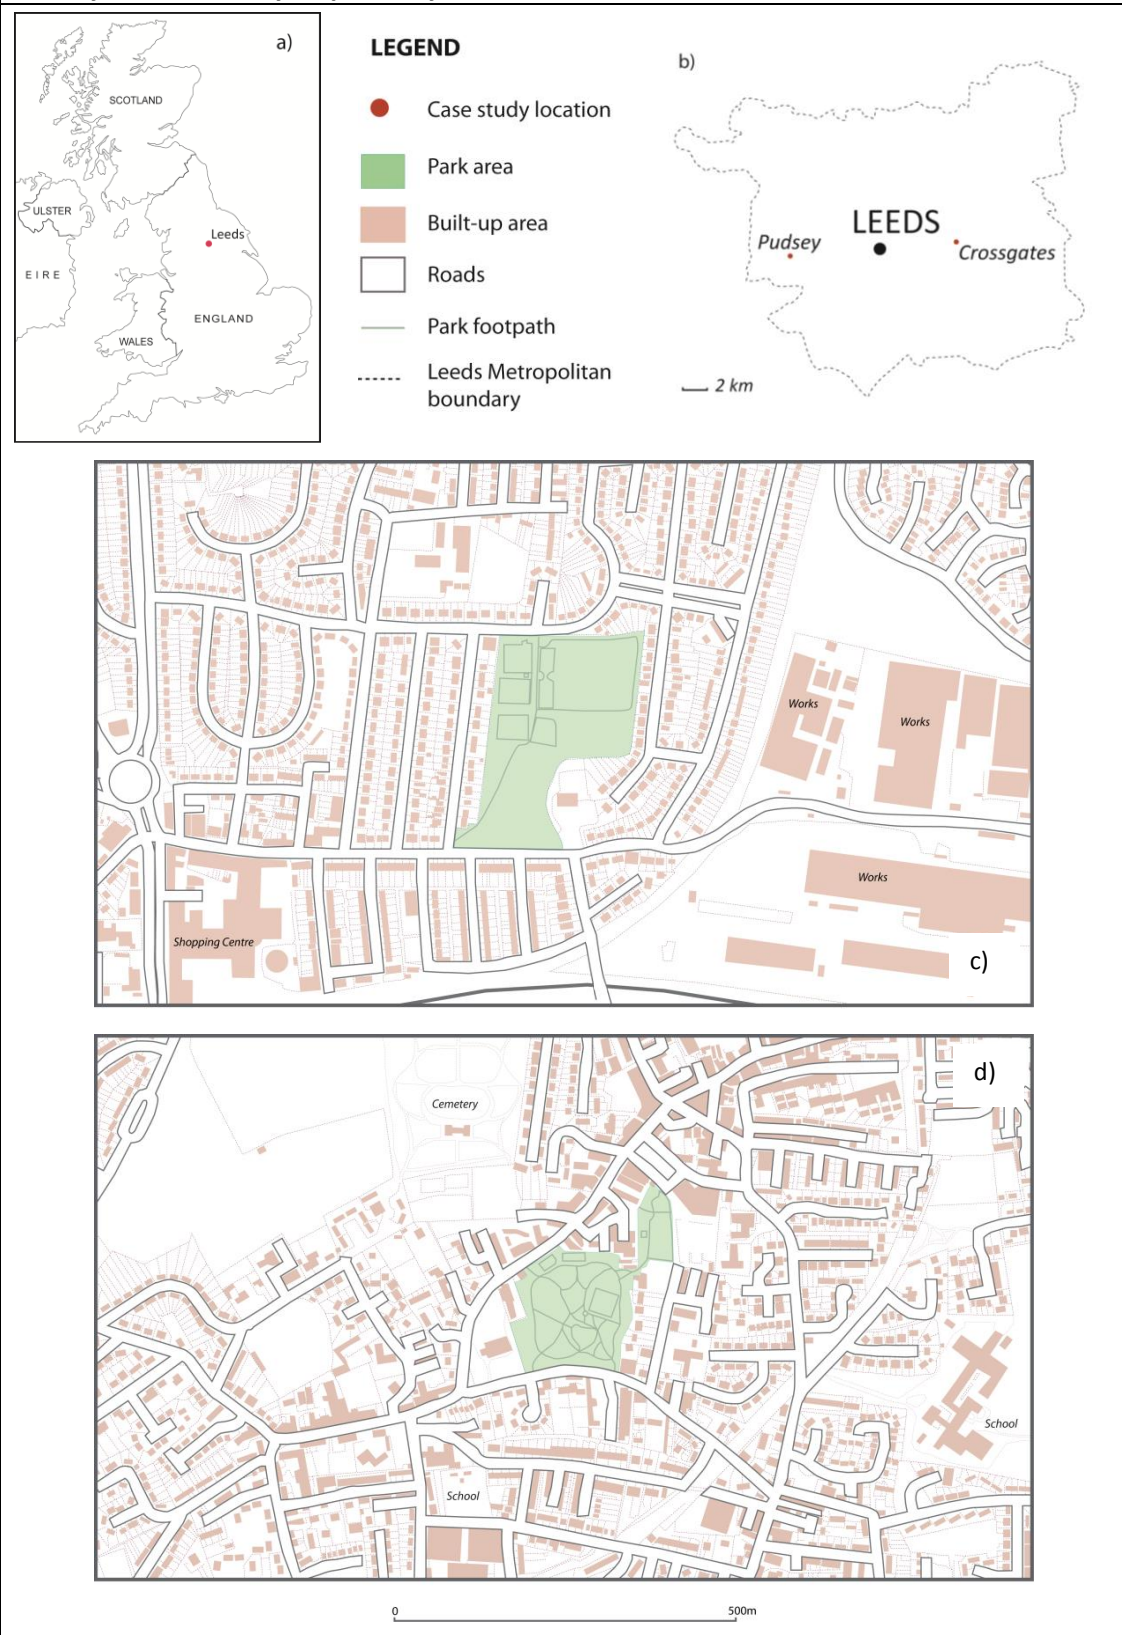 a)
SCOTLAND
ULSTER
Leeds
EIRE
ENGLAND
WALES
LEGEND
Case study location
Park area
Built-up area
Roads
Park footpath
Leeds Metropolitan
boundary
b)
LEEDS
Pudsey
Crossgates
2 km
Works
Works
Works
Shopping Centre
c)
d)
Cemetery
School
School
0 500m